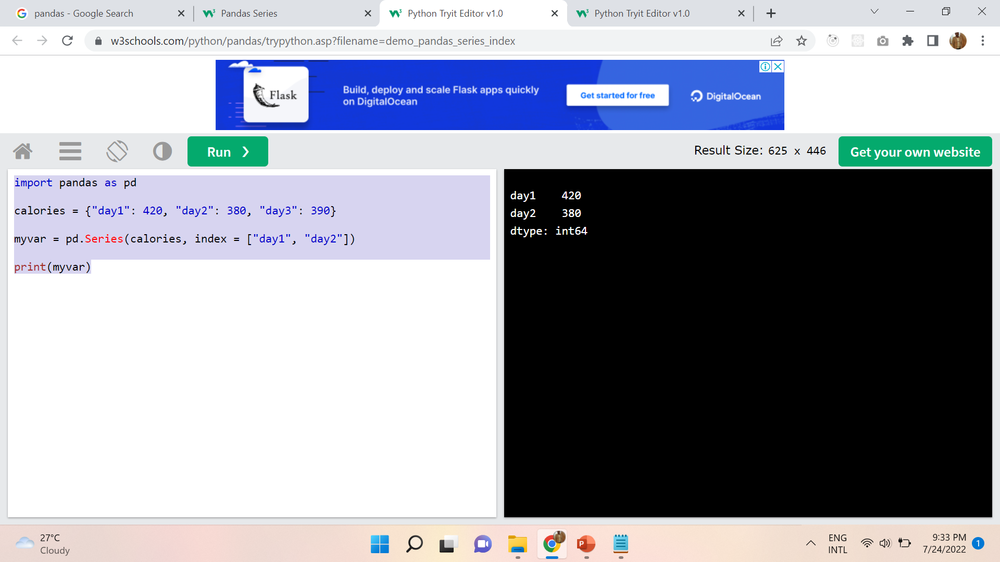 pandas - Google Search
Pandas Series
Python Tryit Editor v1.0
Python Tryit Editor v1.0
w3schools.com/python/pandas/trypython.asp?filename=demo_pandas_series_index
Flask
Build, deploy and scale Flask apps quickly
on DigitalOcean
Get started for free
DigitalOcean
Run ❯
Result Size: 625 x 446
Get your own website
import pandas as pd
calories = {"day1": 420, "day2": 380, "day3": 390}
myvar = pd.Series(calories, index = ["day1", "day2"])
print(myvar)
day1    420
day2    380
dtype: int64
27°C
Cloudy
ENG
INTL
9:33 PM
7/24/2022
1